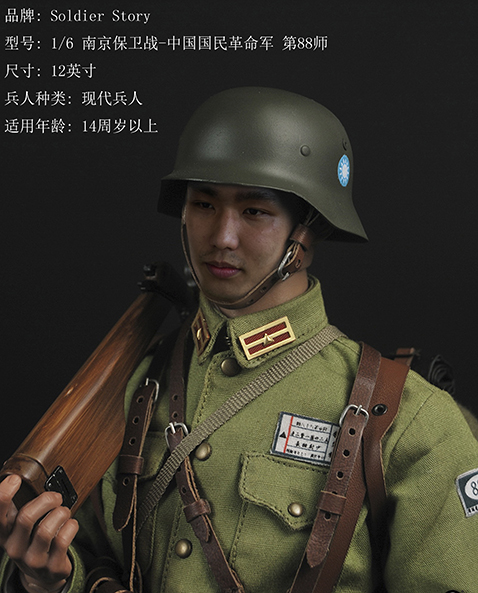 品牌: Soldier Story
型号: 1/6 南京保卫战-中国国民革命军 第88师
尺寸: 12英寸
兵人种类: 现代兵人
适用年龄: 14周岁以上
8